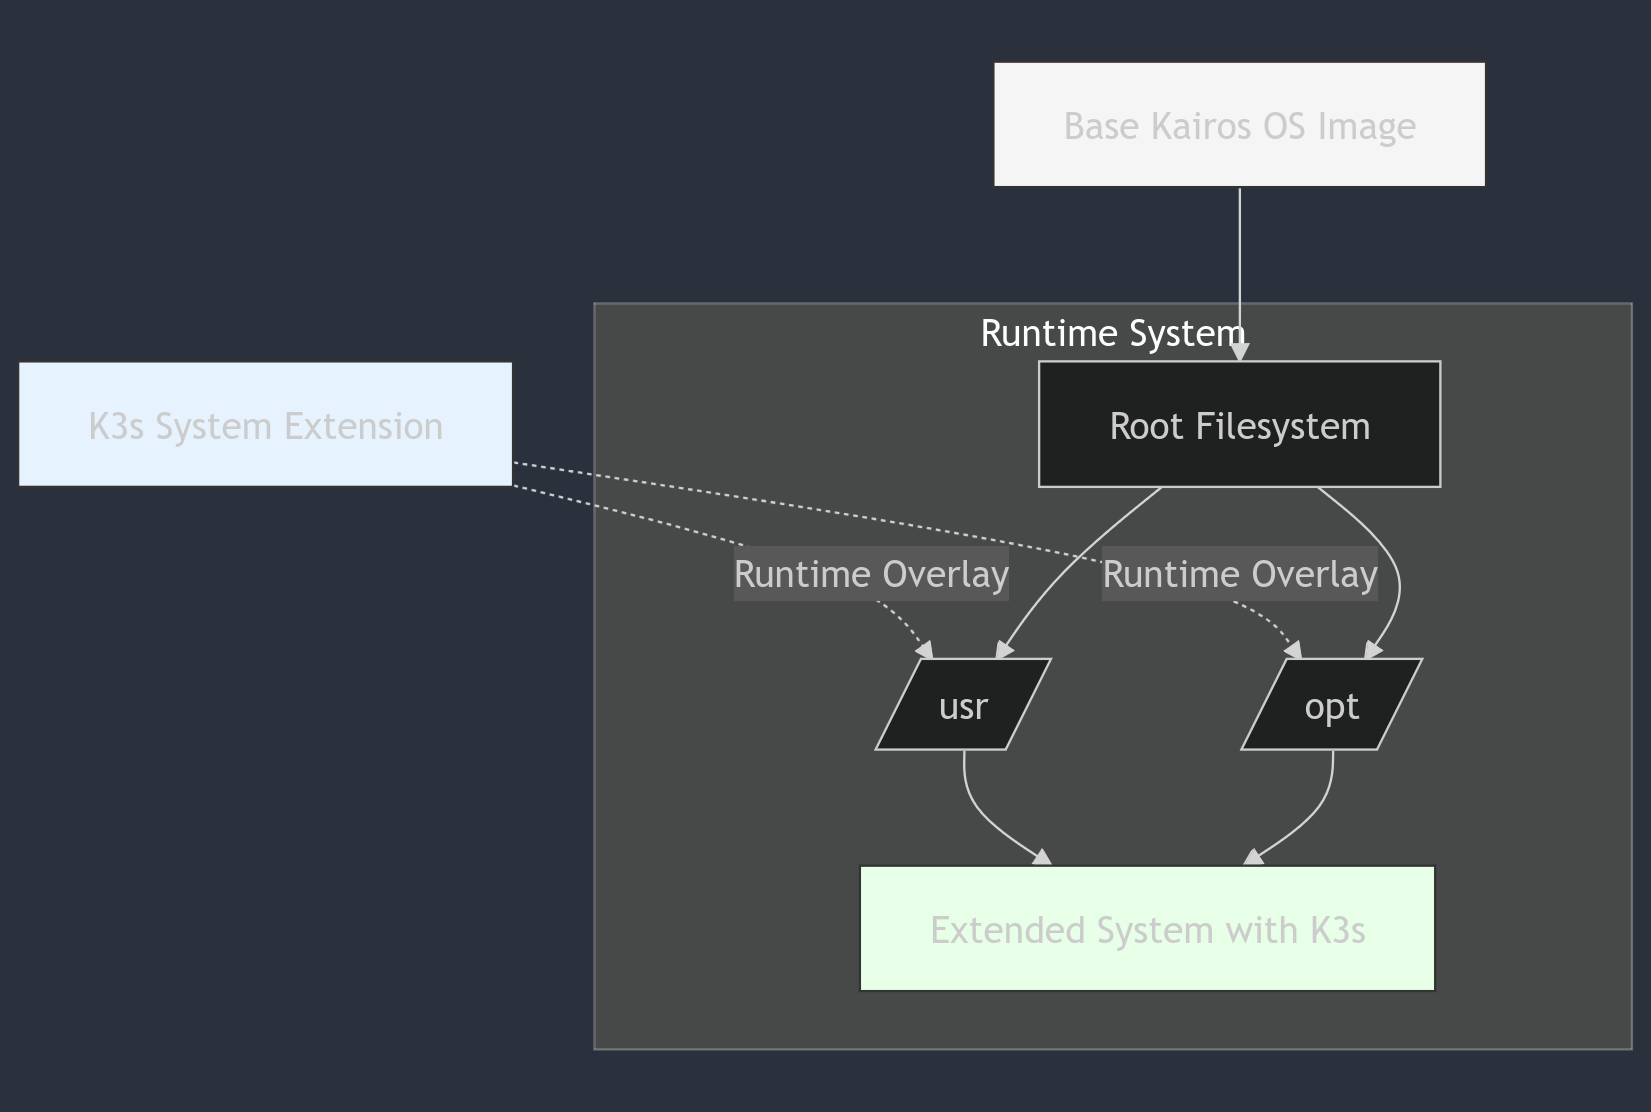 Base Kairos OS Image
Runtime System
K3s System Extension
Root Filesystem
Runtime Overlay
Runtime Overlay
usr
opt
Extended System with K3s